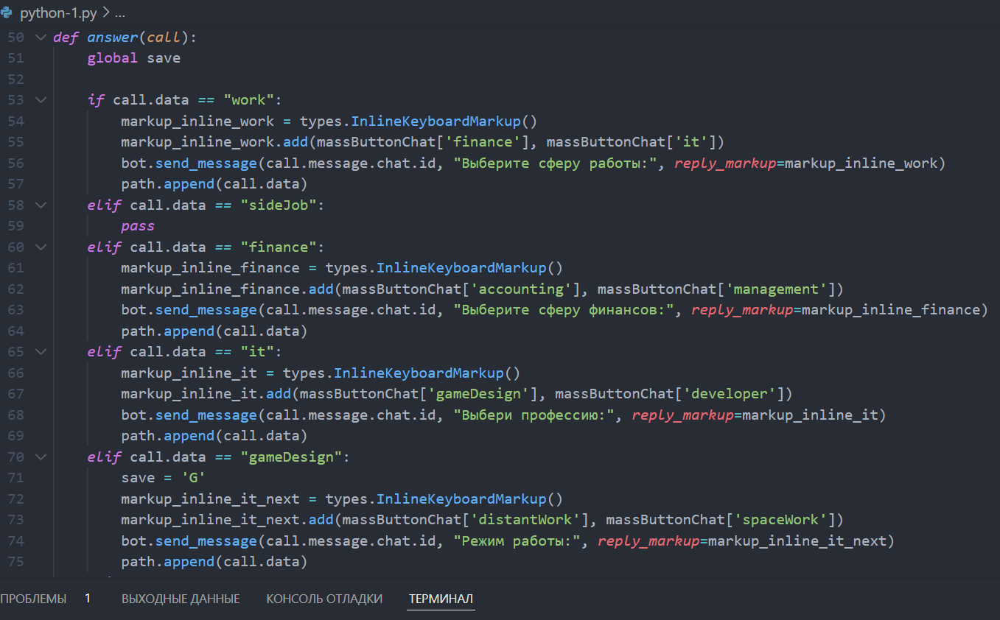 python-1.py > ...
50 def answer(call):
51     global save
52
53     if call.data == "work":
54         markup_inline_work = types.InlineKeyboardMarkup()
55         markup_inline_work.add(massButtonChat['finance'], massButtonChat['it'])
56         bot.send_message(call.message.chat.id, "Выберите сферу работы:", reply_markup=markup_inline_work)
57         path.append(call.data)
58     elif call.data == "sideJob":
59         pass
60     elif call.data == "finance":
61         markup_inline_finance = types.InlineKeyboardMarkup()
62         markup_inline_finance.add(massButtonChat['accounting'], massButtonChat['management'])
63         bot.send_message(call.message.chat.id, "Выберите сферу финансов:", reply_markup=markup_inline_finance)
64         path.append(call.data)
65     elif call.data == "it":
66         markup_inline_it = types.InlineKeyboardMarkup()
67         markup_inline_it.add(massButtonChat['gameDesign'], massButtonChat['developer'])
68         bot.send_message(call.message.chat.id, "Выбери профессию:", reply_markup=markup_inline_it)
69         path.append(call.data)
70     elif call.data == "gameDesign":
71         save = 'G'
72         markup_inline_it_next = types.InlineKeyboardMarkup()
73         markup_inline_it_next.add(massButtonChat['distantWork'], massButtonChat['spaceWork'])
74         bot.send_message(call.message.chat.id, "Режим работы:", reply_markup=markup_inline_it_next)
75         path.append(call.data)
ПРОБЛЕМЫ 1 ВЫХОДНЫЕ ДАННЫЕ КОНСОЛЬ ОТЛАДКИ ТЕРМИНАЛ